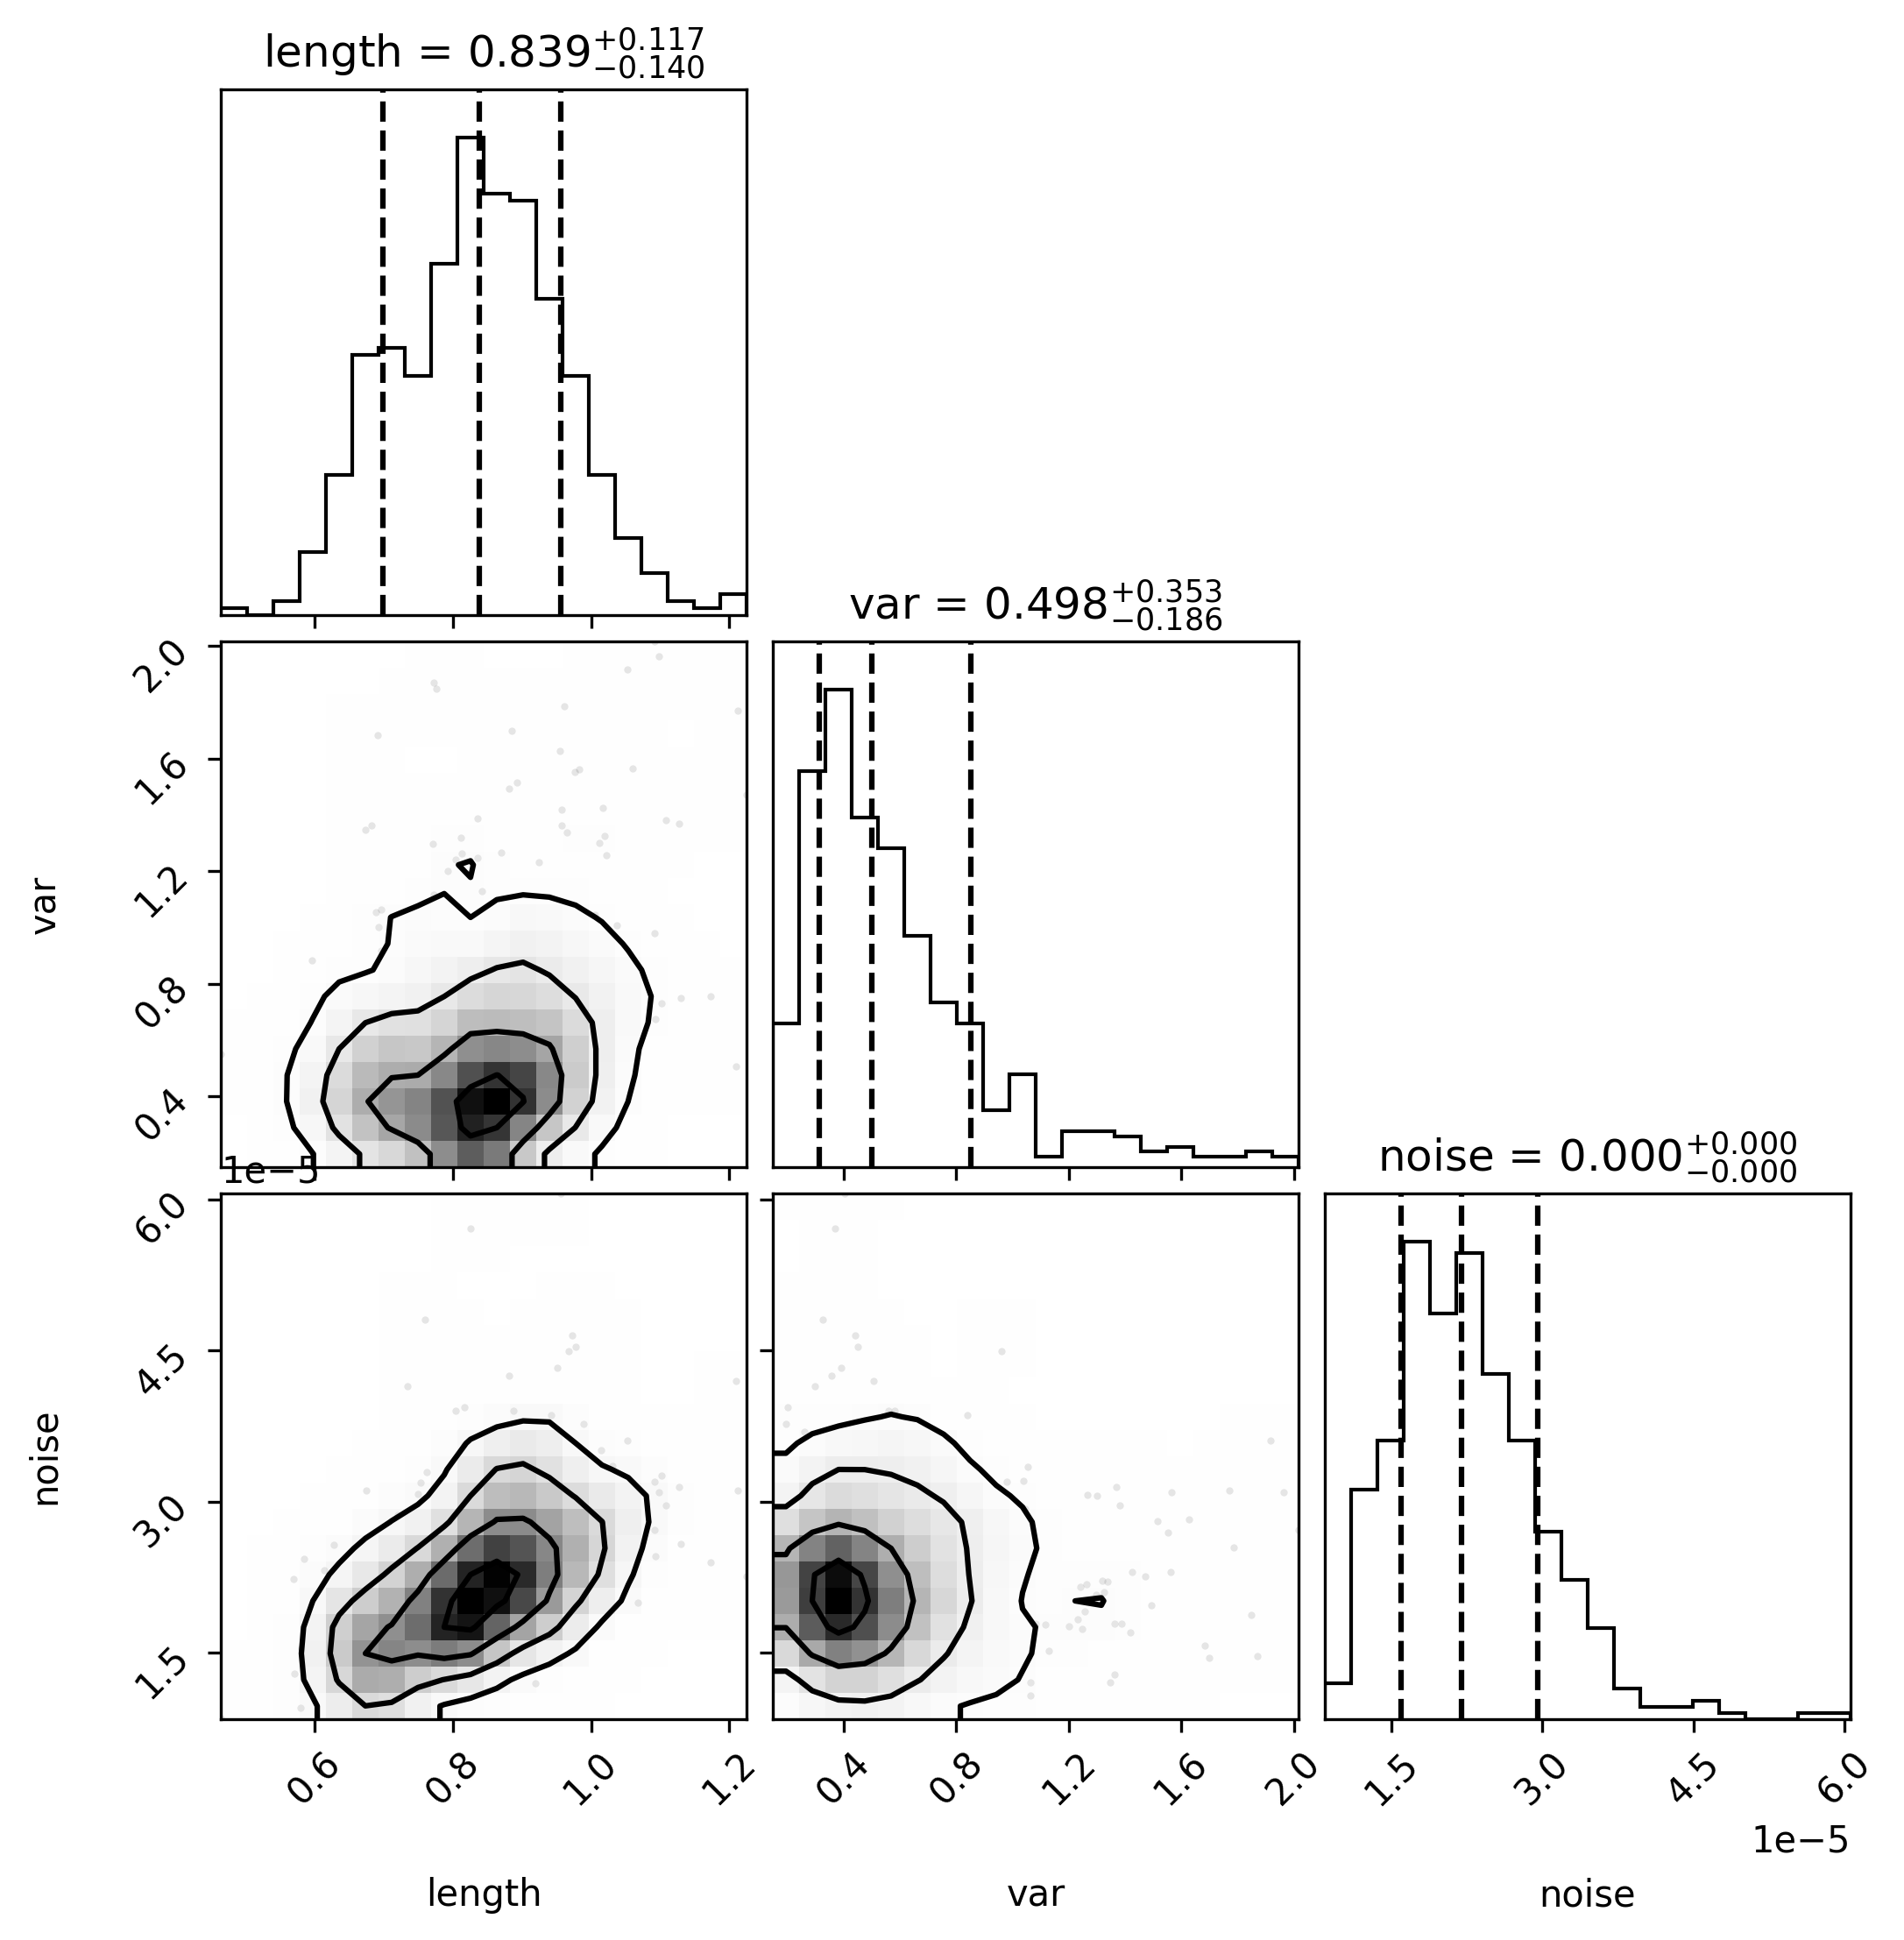 length = 0.839+0.117−0.140
var = 0.498+0.353−0.186
2.0
1.6
1.2
0.8
0.4
var
1e−5
noise = 0.000+0.000−0.000
6.0
4.5
3.0
1.5
noise
0.6 0.8 1.0 1.2 0.4 0.8 1.2 1.6 2.0 1.5 3.0 4.5 6.0
1e−5
length var noise